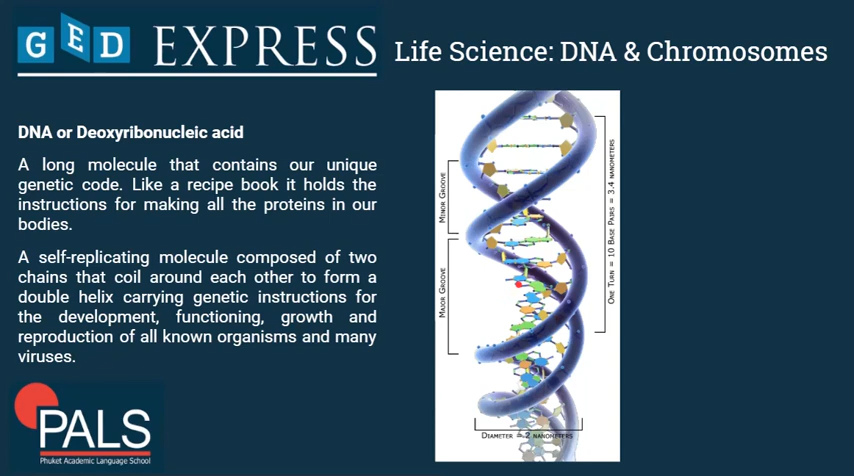 GED EXPRESS
Life Science: DNA & Chromosomes
DNA or Deoxyribonucleic acid
A long molecule that contains our unique
genetic code. Like a recipe book it holds the
instructions for making all the proteins in our
bodies.
A self-replicating molecule composed of two
chains that coil around each other to form a
double helix carrying genetic instructions for
the development, functioning, growth and
reproduction of all known organisms and many
viruses.
PALS
Phuket Academic Language School
MINOR GROOVE
MAJOR GROOVE
ONE TURN = 10 BASE PAIRS = 3.4 NANOMETERS
DIAMETER = 2 NANOMETERS